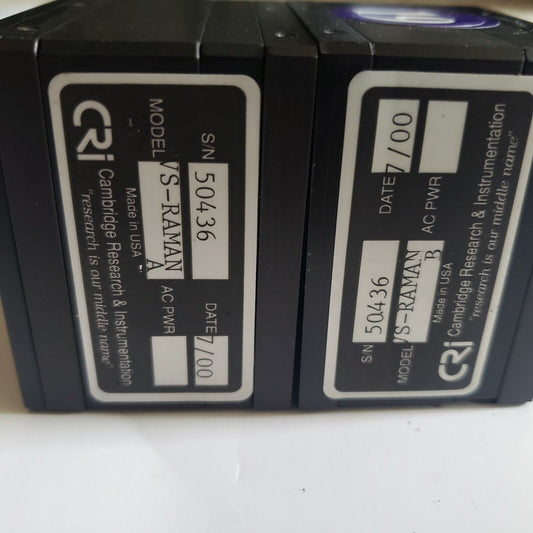 CRi Cambridge Research & Instrumentation
"research is our middle name"
Made in USA
MODEL VS-RAMAN A
AC PWR
S/N 50436
DATE 7/00
CRi Cambridge Research & Instrumentation
"research is our middle name"
Made in USA
MODEL VS-RAMAN B
AC PWR
S/N 50436
DATE 7/00